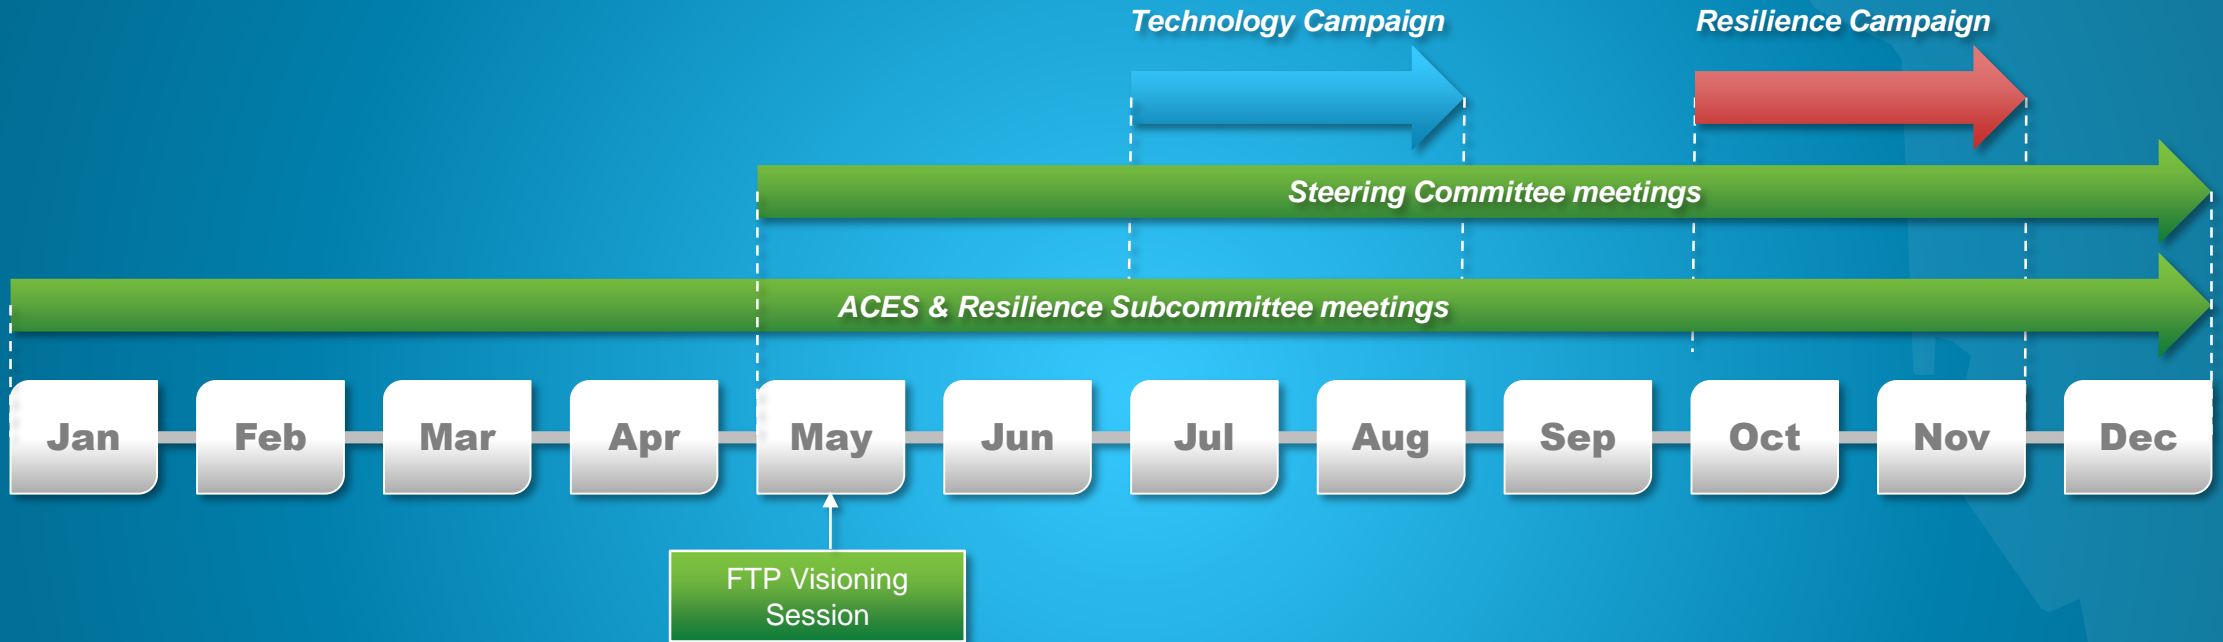 Technology Campaign
Resilience Campaign
Steering Committee meetings
ACES & Resilience Subcommittee meetings
Jan
Feb
Mar
Apr
May
Jun
Jul
Aug
Sep
Oct
Nov
Dec
FTP Visioning
Session